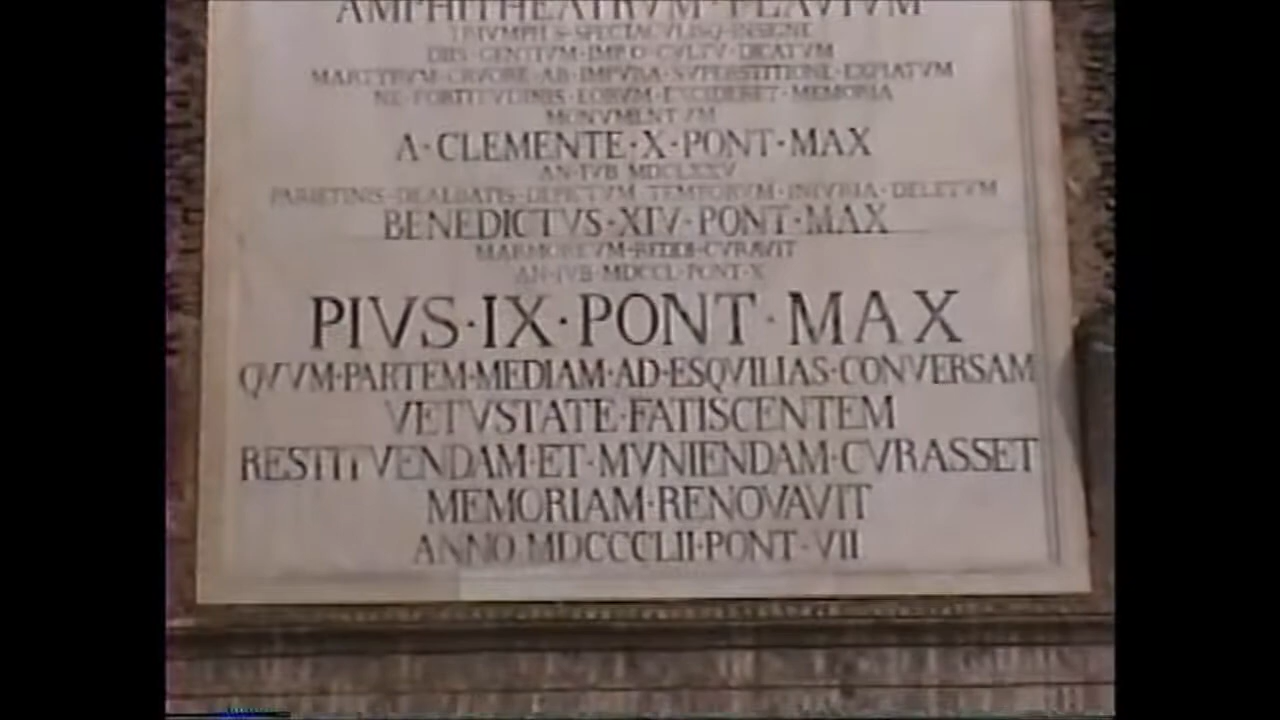 AMPHITHEATRVM·FLAVIVM
TRIVMPHIS·SPECTACVLISQ·INSIGNE
DIIS·GENTIVM·IMPIO·CVLTV·DICATVM
MARTYRVM·CRVORE·AB·IMPVRA·SVPERSTITIONE·EXPIATVM
NE·FORTITVDINIS·EORVM·EXCIDERET·MEMORIA
MONVMENTVM
A·CLEMENTE·X·PONT·MAX
AN·IVB·MDCLXXV
PARIETINIS·DEALBATIS·DEPICTVM·TEMPORVM·INIVRIA·DELETVM
BENEDICTVS·XIV·PONT·MAX
MARMOREVM·REDDI·CVRAVIT
AN·IVB·MDCCL·PONT·X
PIVS·IX·PONT·MAX
QVVM·PARTEM·MEDIAM·AD·ESQVILIAS·CONVERSAM
VETVSTATE·FATISCENTEM
RESTITVENDAM·ET·MVNIENDAM·CVRASSET
MEMORIAM·RENOVAVIT
ANNO·MDCCCLII·PONT·VII